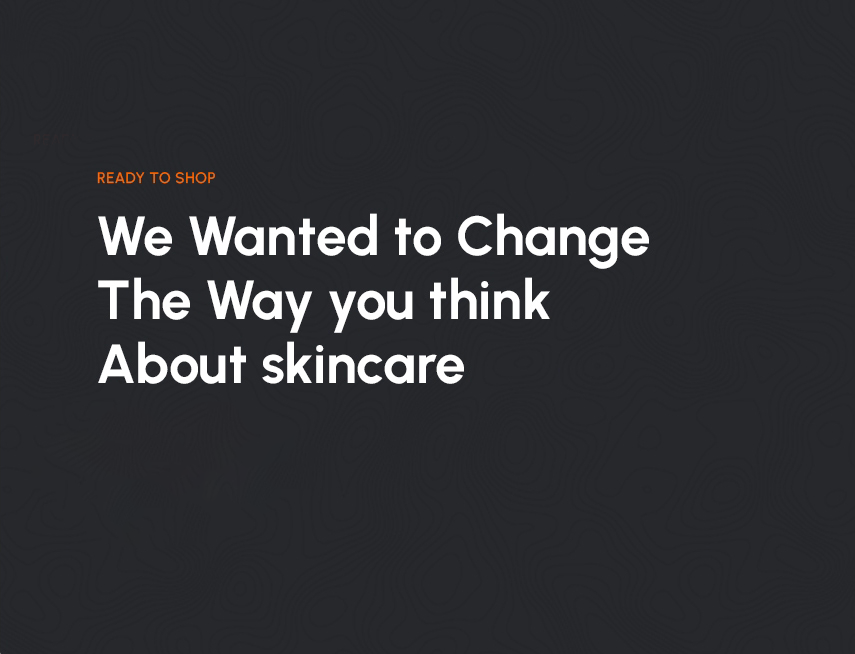 READY TO SHOP
We Wanted to Change
The Way you think
About skincare